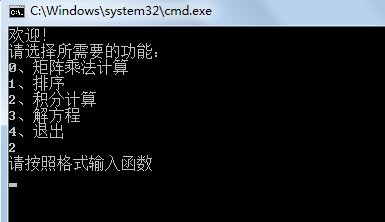 C:\Windows\system32\cmd.exe
欢迎!
请选择所需要的功能:
0、矩阵乘法计算
1、排序
2、积分计算
3、解方程
4、退出
2
请按照格式输入函数